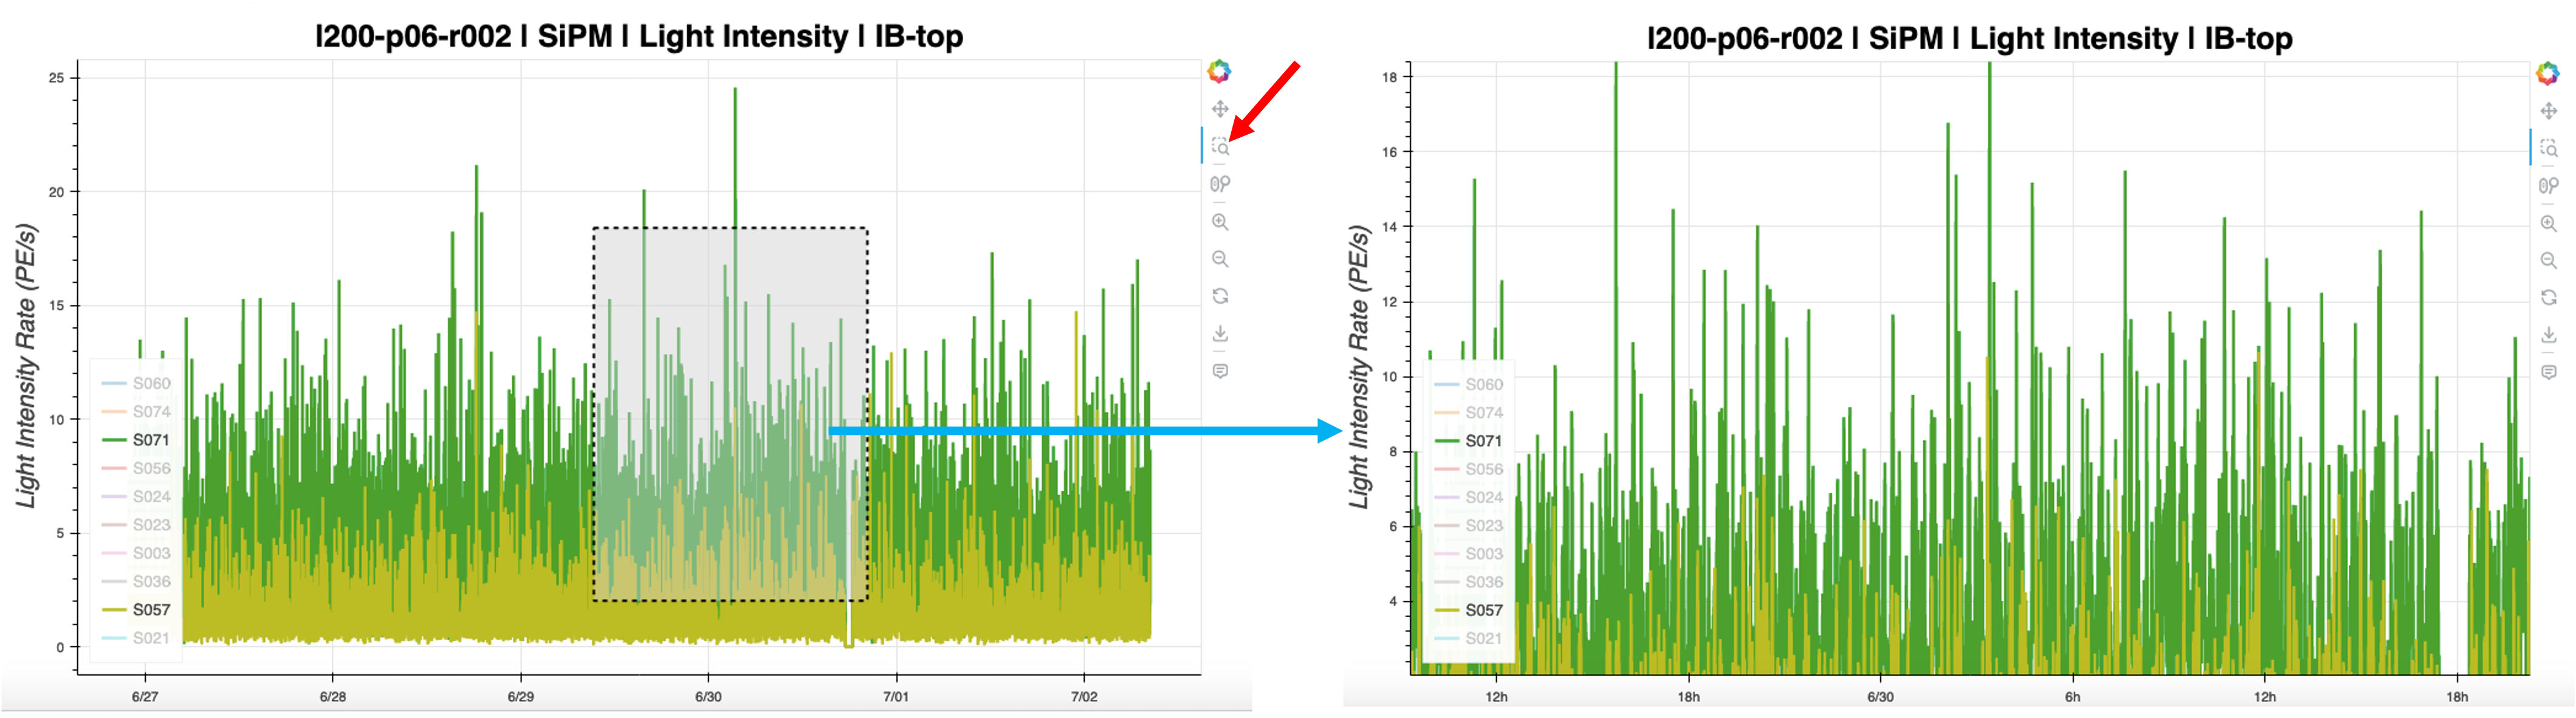 l200-p06-r002 | SiPM | Light Intensity | IB-top
Light Intensity Rate (PE/s)
25
20
15
10
5
0
S060
S074
S071
S056
S024
S023
S003
S036
S057
S021
6/27
6/28
6/29
6/30
7/01
7/02
l200-p06-r002 | SiPM | Light Intensity | IB-top
Light Intensity Rate (PE/s)
18
16
14
12
10
8
6
4
S060
S074
S071
S056
S024
S023
S003
S036
S057
S021
12h
18h
6/30
6h
12h
18h